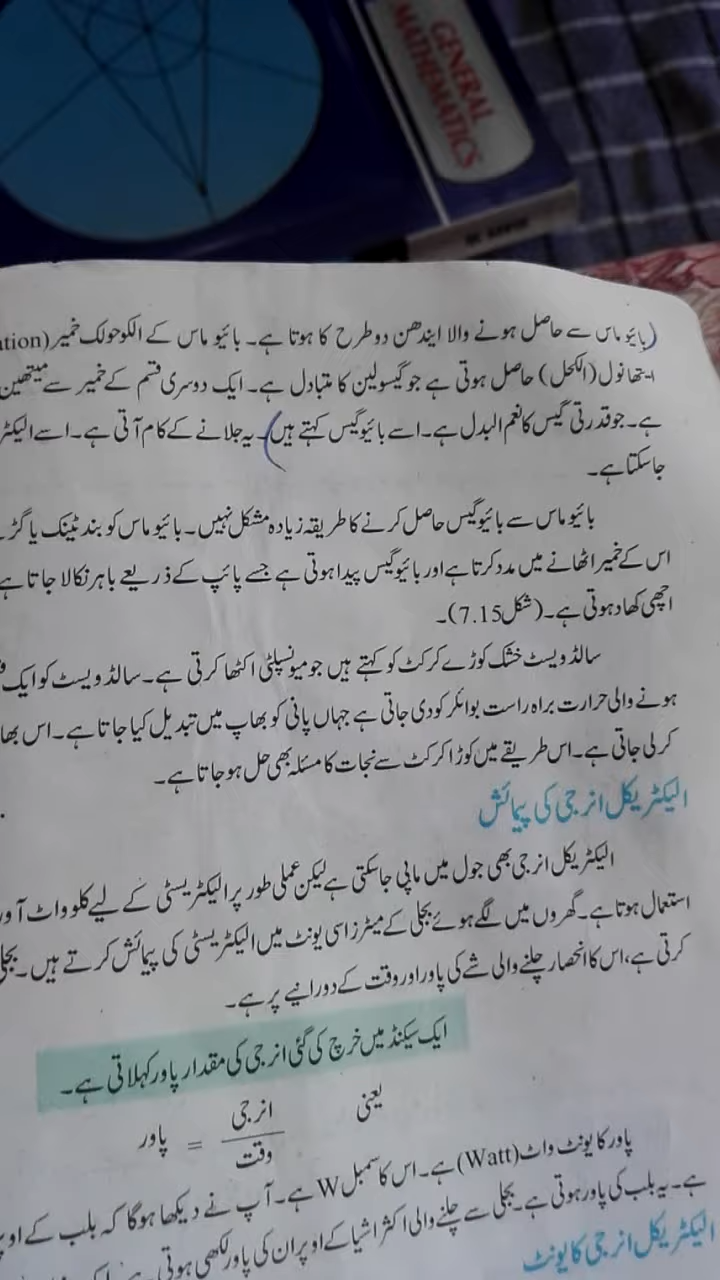 GENERAL
MATHEMATICS
(بائیو ماس سے حاصل ہونے والا ایندھن دو طرح کا ہوتا ہے۔ بائیو ماس کے الکوحولک خمیر (ation
ایتھانول (الکحل) حاصل ہوتی ہے جو گیسولین کا متبادل ہے۔ ایک دوسری قسم کے خمیر سے میتھین
ہے۔ جو قدرتی گیس کا نعم البدل ہے۔ اسے بائیو گیس کہتے ہیں)۔ یہ جلانے کے کام آتی ہے۔ اسے الیکٹر
جا سکتا ہے۔
بائیو ماس سے بائیو گیس حاصل کرنے کا طریقہ زیادہ مشکل نہیں۔ بائیو ماس کو بند ٹینک یا گڑ
اس کے خمیر اٹھانے میں مدد کرتا ہے اور بائیو گیس پیدا ہوتی ہے جسے پائپ کے ذریعے باہر نکالا جاتا ہے
اچھی کھاد ہوتی ہے۔ (شکل 7.15)۔
سالڈ ویسٹ خشک کوڑے کرکٹ کو کہتے ہیں جو میونسپلٹی اکٹھا کرتی ہے۔ سالڈ ویسٹ کو ایک
ہونے والی حرارت براہ راست بوائلر کو دی جاتی ہے جہاں پانی کو بھاپ میں تبدیل کیا جاتا ہے۔ اس بھا
کر لی جاتی ہے۔ اس طریقے میں کوڑا کرکٹ سے نجات کا مسئلہ بھی حل ہو جاتا ہے۔
الیکٹریکل انرجی کی پیمائش
الیکٹریکل انرجی بھی جول میں ماپی جا سکتی ہے لیکن عملی طور پر الیکٹریسٹی کے لیے کلو واٹ آور
استعمال ہوتا ہے۔ گھروں میں لگے ہوئے بجلی کے میٹرز اسی یونٹ میں الیکٹریسٹی کی پیمائش کرتے ہیں۔ بجلی
کرتی ہے، اس کا انحصار چلنے والی شے کی پاور اور وقت کے دورانیے پر ہے۔
ایک سیکنڈ میں خرچ کی گئی انرجی کی مقدار پاور کہلاتی ہے۔
یعنی
انرجی
پاور =
وقت
پاور کا یونٹ واٹ (Watt) ہے۔ اس کا سمبل W ہے۔ آپ نے دیکھا ہوگا کہ بلب کے اوپر
ہے۔ یہ بلب کی پاور ہوتی ہے۔ بجلی سے چلنے والی اکثر اشیا کے اوپر ان کی پاور لکھی ہوتی ہے۔
الیکٹریکل انرجی کا یونٹ